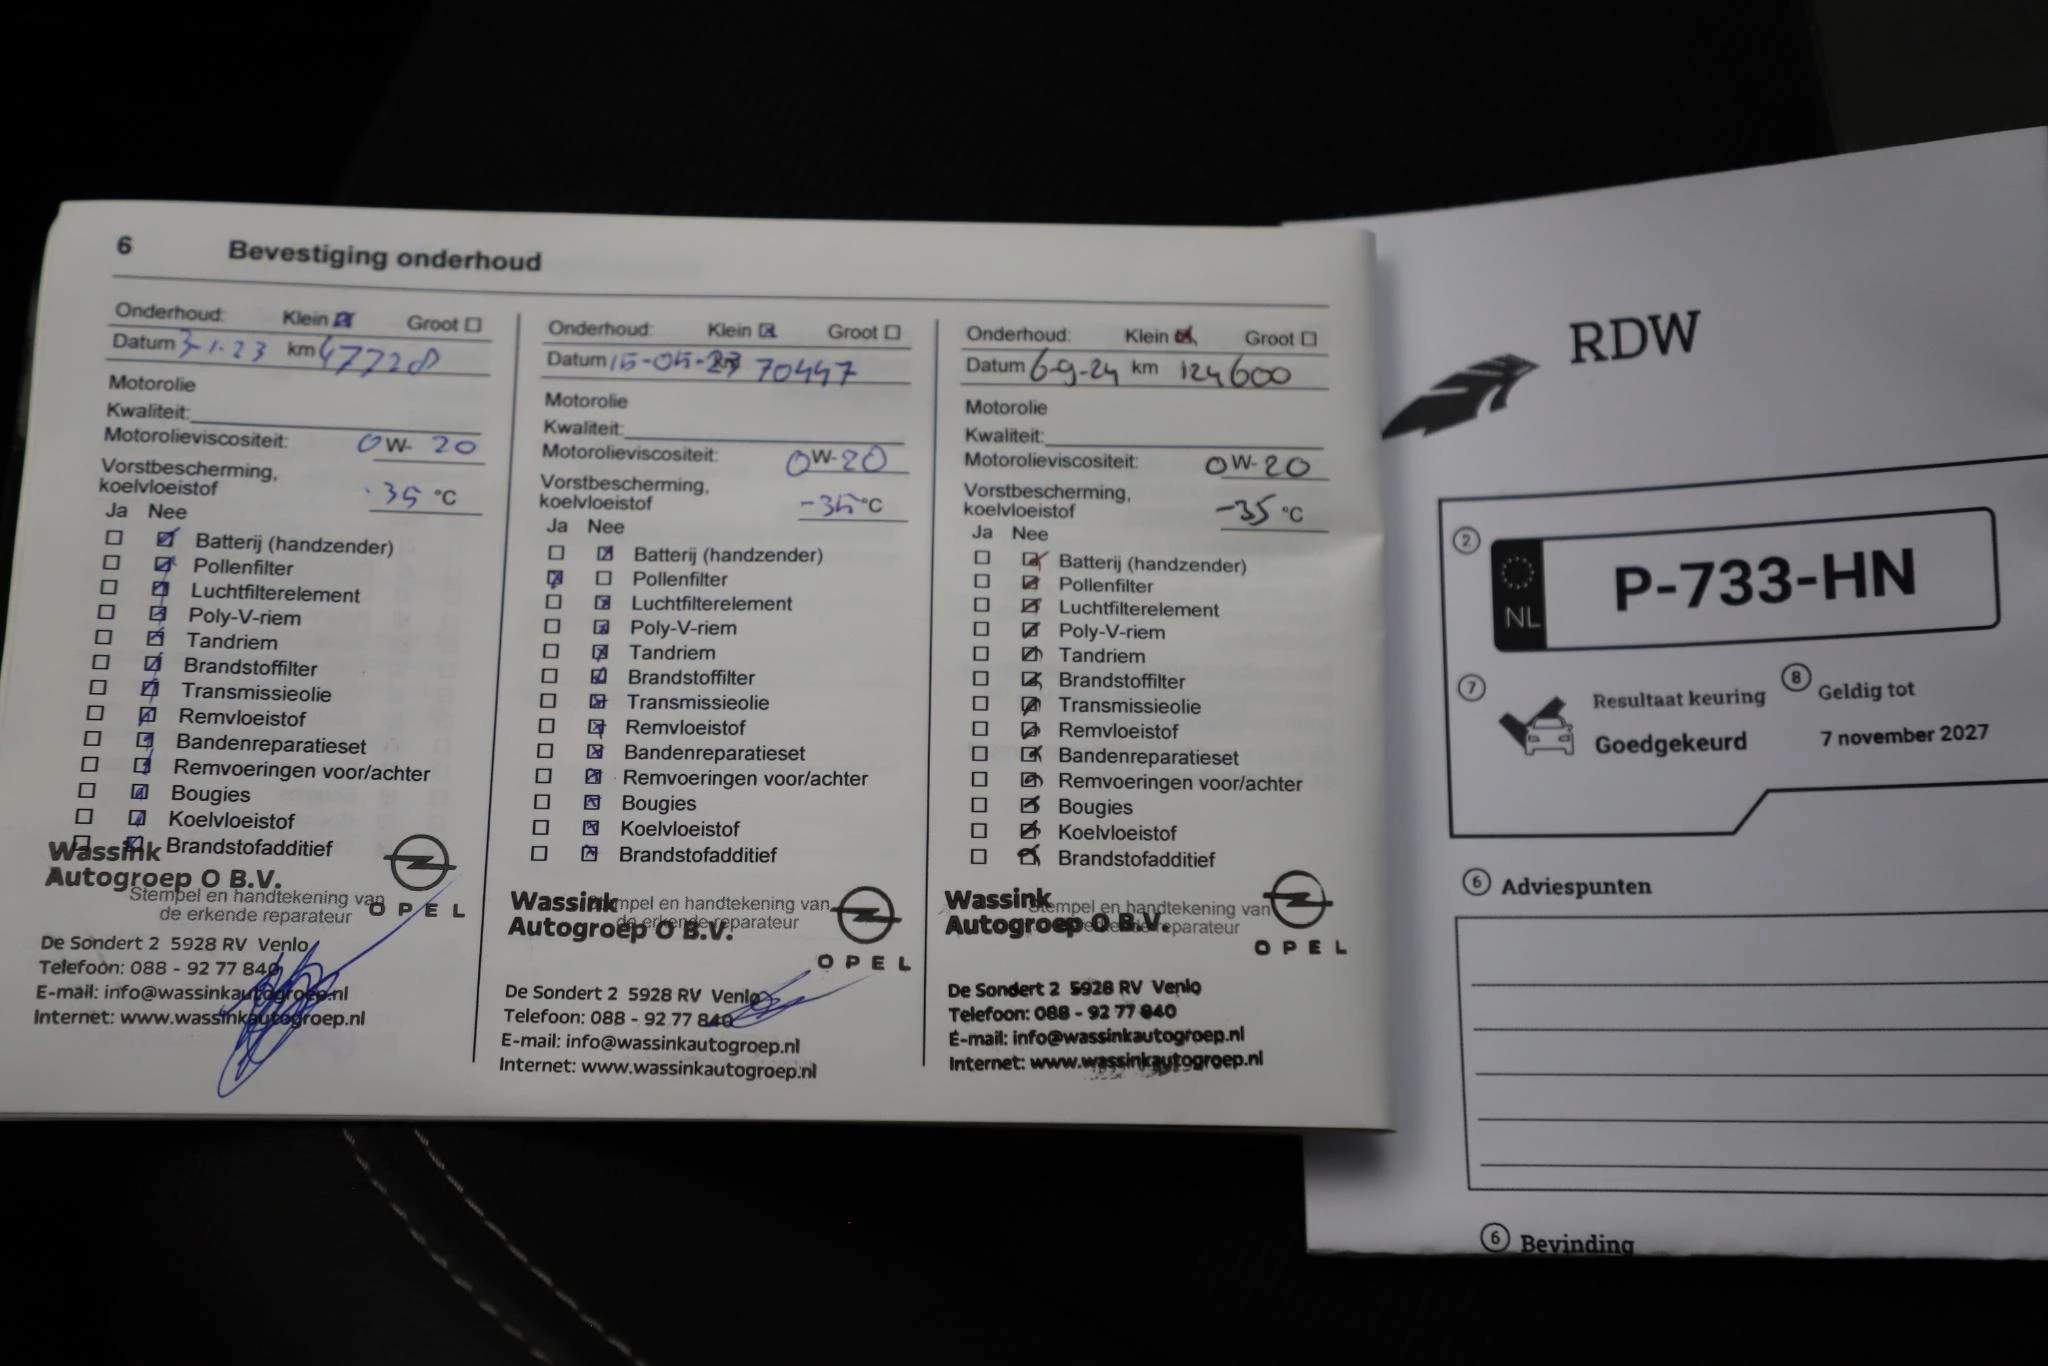 6 Bevestiging onderhoud
Onderhoud: Klein Groot
Datum 3-1-23 km 47728
Motorolie
Kwaliteit:
Motorolieviscositeit: 0W-20
Vorstbescherming,
koelvloeistof -35 °C
Ja Nee
Batterij (handzender)
Pollenfilter
Luchtfilterelement
Poly-V-riem
Tandriem
Brandstoffilter
Transmissieolie
Remvloeistof
Bandenreparatieset
Remvoeringen voor/achter
Bougies
Koelvloeistof
Brandstofadditief
Wassink
Autogroep O B.V.
Stempel en handtekening van
de erkende reparateur
OPEL
De Sondert 2 5928 RV Venlo
Telefoon: 088 - 92 77 840
E-mail: info@wassinkautogroep.nl
Internet: www.wassinkautogroep.nl
Onderhoud: Klein Groot
Datum 15-05-23 km 70447
Motorolie
Kwaliteit:
Motorolieviscositeit: 0W-20
Vorstbescherming,
koelvloeistof -35 °C
Ja Nee
Batterij (handzender)
Pollenfilter
Luchtfilterelement
Poly-V-riem
Tandriem
Brandstoffilter
Transmissieolie
Remvloeistof
Bandenreparatieset
Remvoeringen voor/achter
Bougies
Koelvloeistof
Brandstofadditief
Wassink
Autogroep O B.V.
Stempel en handtekening van
de erkende reparateur
OPEL
De Sondert 2 5928 RV Venlo
Telefoon: 088 - 92 77 840
E-mail: info@wassinkautogroep.nl
Internet: www.wassinkautogroep.nl
Onderhoud: Klein Groot
Datum 6-9-24 km 124600
Motorolie
Kwaliteit:
Motorolieviscositeit: 0W-20
Vorstbescherming,
koelvloeistof -35 °C
Ja Nee
Batterij (handzender)
Pollenfilter
Luchtfilterelement
Poly-V-riem
Tandriem
Brandstoffilter
Transmissieolie
Remvloeistof
Bandenreparatieset
Remvoeringen voor/achter
Bougies
Koelvloeistof
Brandstofadditief
Wassink
Autogroep O B.V.
Stempel en handtekening van
de erkende reparateur
OPEL
De Sondert 2 5928 RV Venlo
Telefoon: 088 - 92 77 840
E-mail: info@wassinkautogroep.nl
Internet: www.wassinkautogroep.nl
RDW
2 NL P-733-HN
7 Resultaat keuring 8 Geldig tot
Goedgekeurd 7 november 2027
6 Adviespunten
6 Bevinding